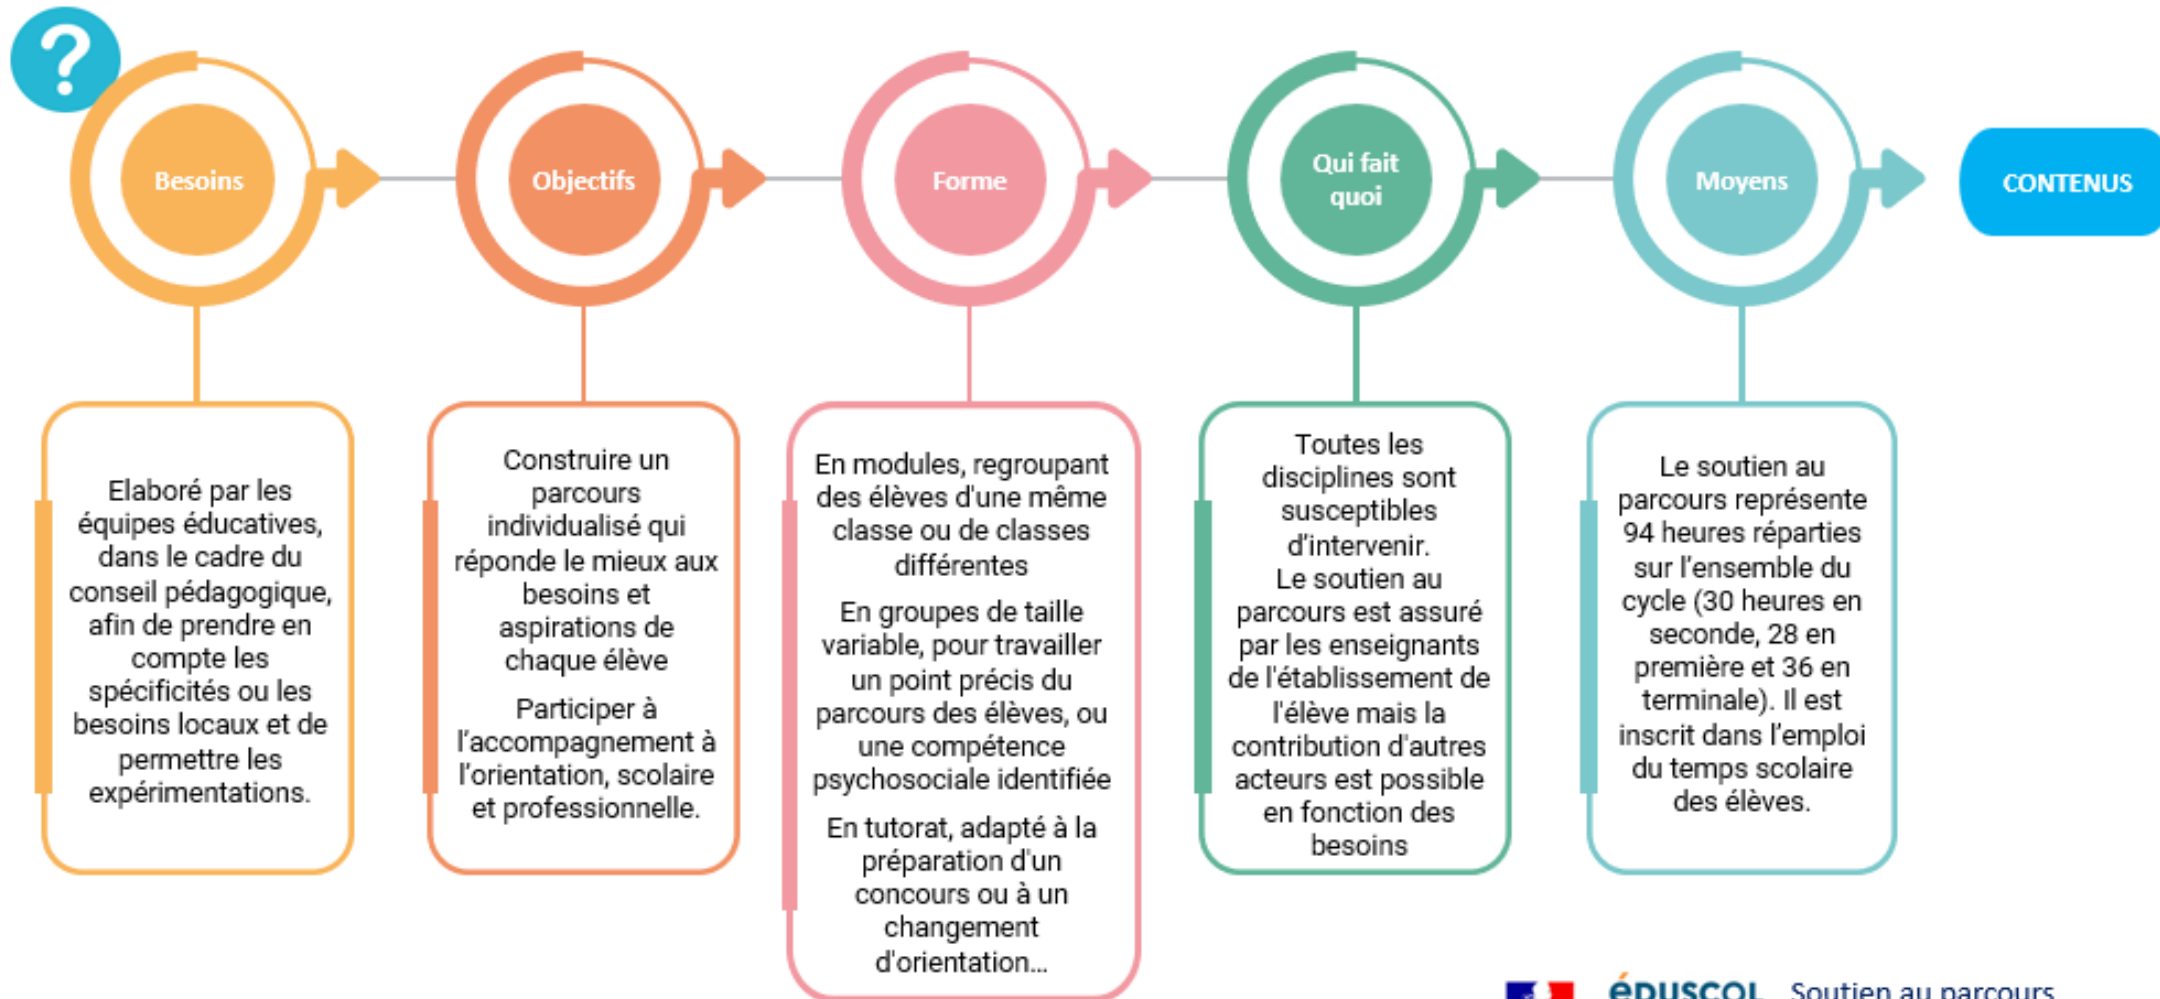 ?
Besoins
Objectifs
Forme
Qui fait
quoi
Moyens
CONTENUS
Elaboré par les
équipes éducatives,
dans le cadre du
conseil pédagogique,
afin de prendre en
compte les
spécificités ou les
besoins locaux et de
permettre les
expérimentations.
Construire un
parcours
individualisé qui
réponde le mieux aux
besoins et
aspirations de
chaque élève
Participer à
l'accompagnement à
l'orientation, scolaire
et professionnelle.
En modules, regroupant
des élèves d'une même
classe ou de classes
différentes
En groupes de taille
variable, pour travailler
un point précis du
parcours des élèves, ou
une compétence
psychosociale identifiée
En tutorat, adapté à la
préparation d'un
concours ou à un
changement
d'orientation...
Toutes les
disciplines sont
susceptibles
d'intervenir.
Le soutien au
parcours est assuré
par les enseignants
de l'établissement de
l'élève mais la
contribution d'autres
acteurs est possible
en fonction des
besoins
Le soutien au
parcours représente
94 heures réparties
sur l'ensemble du
cycle (30 heures en
seconde, 28 en
première et 36 en
terminale). Il est
inscrit dans l'emploi
du temps scolaire
des élèves.
éDUSCOL
Soutien au parcours